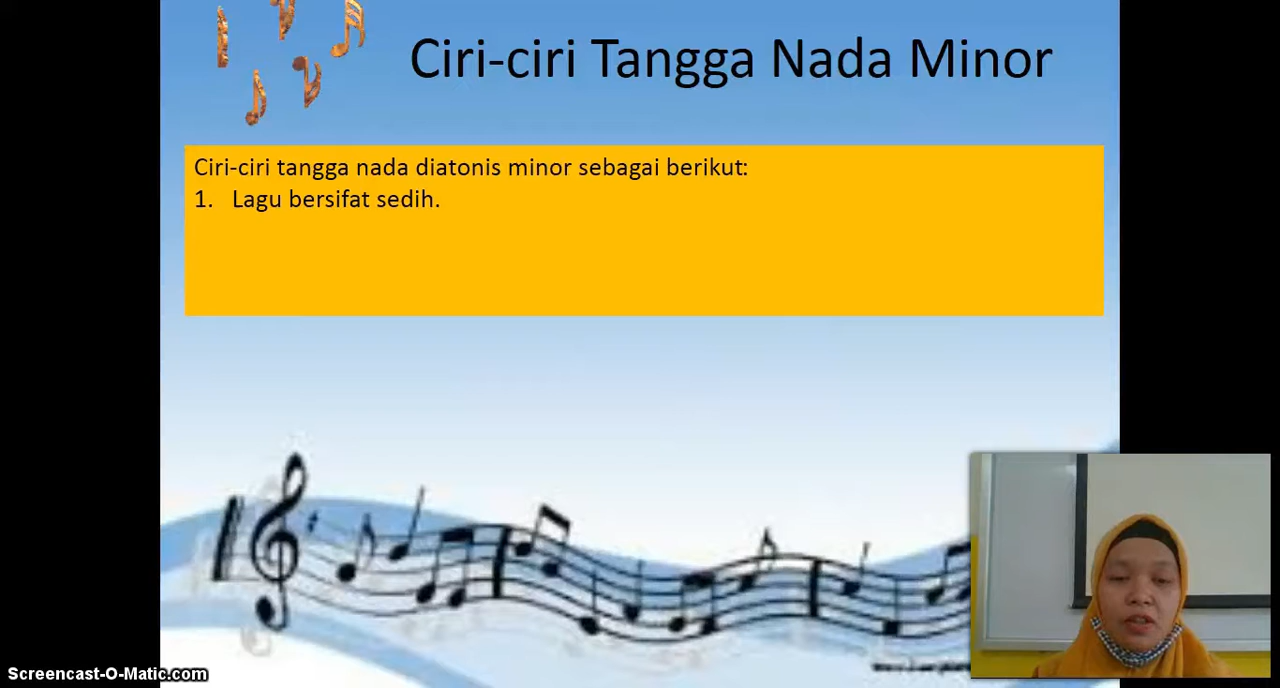 Ciri-ciri Tangga Nada Minor
Ciri-ciri tangga nada diatonis minor sebagai berikut:
1. Lagu bersifat sedih.
Screencast-O-Matic.com